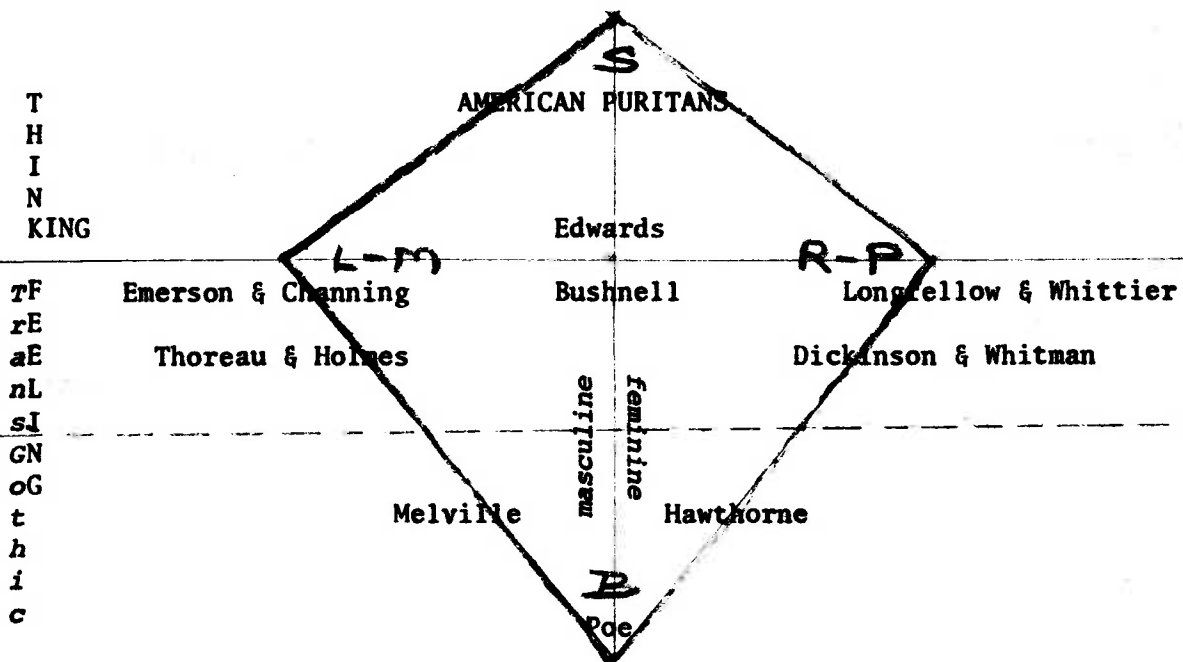 S
T AMERICAN PURITANS
H
I
N
KING Edwards
L-M R-P
TF Emerson & Channing Bushnell Longfellow & Whittier
rE
aE Thoreau & Holmes Dickinson & Whitman
nL
sI
GN
oG
masculine
feminine
t Melville Hawthorne
h
i
c Poe